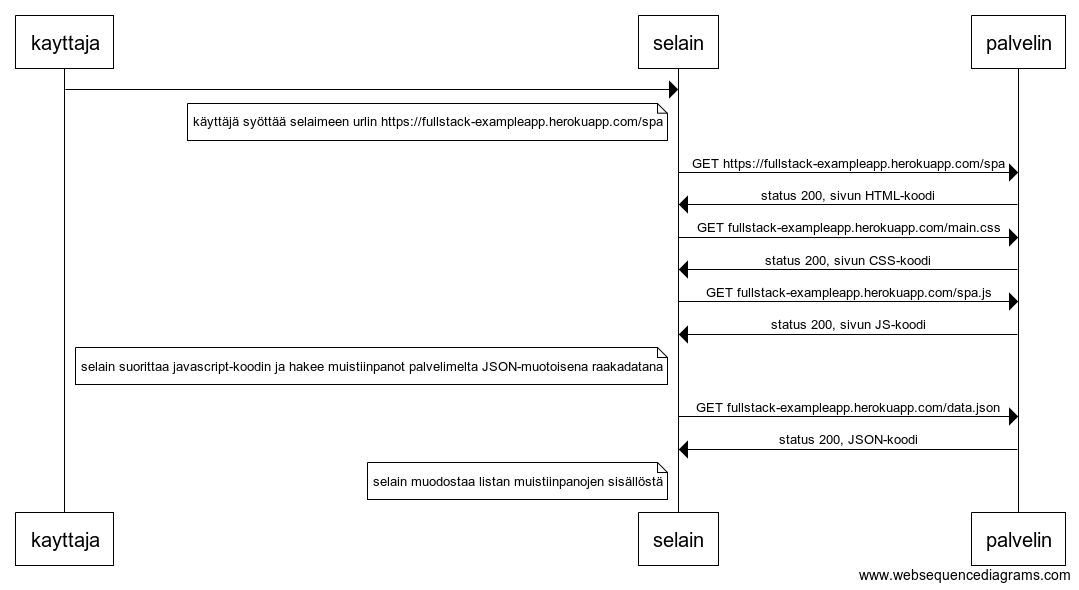 kayttaja
selain
palvelin
käyttäjä syöttää selaimeen urlin https://fullstack-exampleapp.herokuapp.com/spa
GET https://fullstack-exampleapp.herokuapp.com/spa
status 200, sivun HTML-koodi
GET fullstack-exampleapp.herokuapp.com/main.css
status 200, sivun CSS-koodi
GET fullstack-exampleapp.herokuapp.com/spa.js
status 200, sivun JS-koodi
selain suorittaa javascript-koodin ja hakee muistiinpanot palvelimelta JSON-muotoisena raakadatana
GET fullstack-exampleapp.herokuapp.com/data.json
status 200, JSON-koodi
selain muodostaa listan muistiinpanojen sisällöstä
kayttaja
selain
palvelin
www.websequencediagrams.com